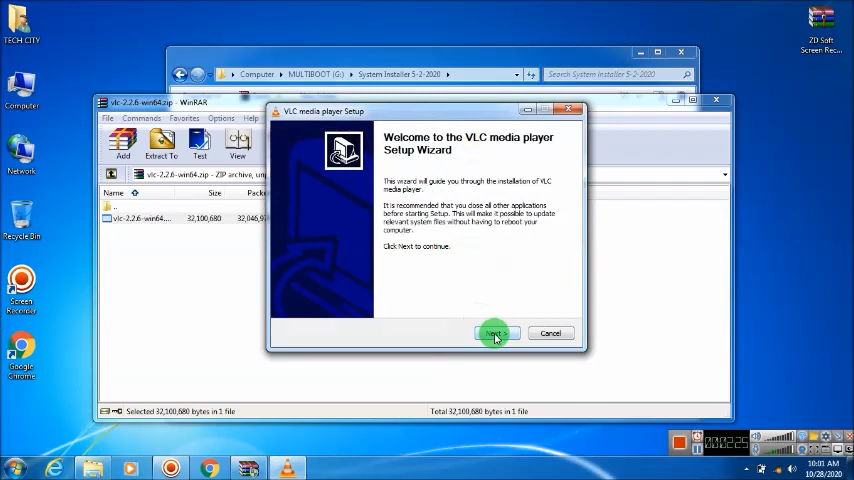 TECH CITY
Computer
Network
Recycle Bin
Screen
Recorder
Google
Chrome
ZD Soft
Screen Rec...
Computer
MULTIBOOT (G:)
System Installer 5-2-2020
Search System Installer 5-2-2020
vlc-2.2.6-win64.zip - WinRAR
File Commands Favorites Options Help
Add
Extract To
Test
View
vlc-2.2.6-win64.zip - ZIP archive, un
Name
Size
Packe
..
vlc-2.2.6-win64....
32,100,680
32,046,97
VLC media player Setup
Welcome to the VLC media player
Setup Wizard
This wizard will guide you through the installation of VLC
media player.
It is recommended that you close all other applications
before starting Setup. This will make it possible to update
relevant system files without having to reboot your
computer.
Click Next to continue.
Next >
Cancel
Selected 32,100,680 bytes in 1 file
Total 32,100,680 bytes in 1 file
10:01 AM
10/28/2020